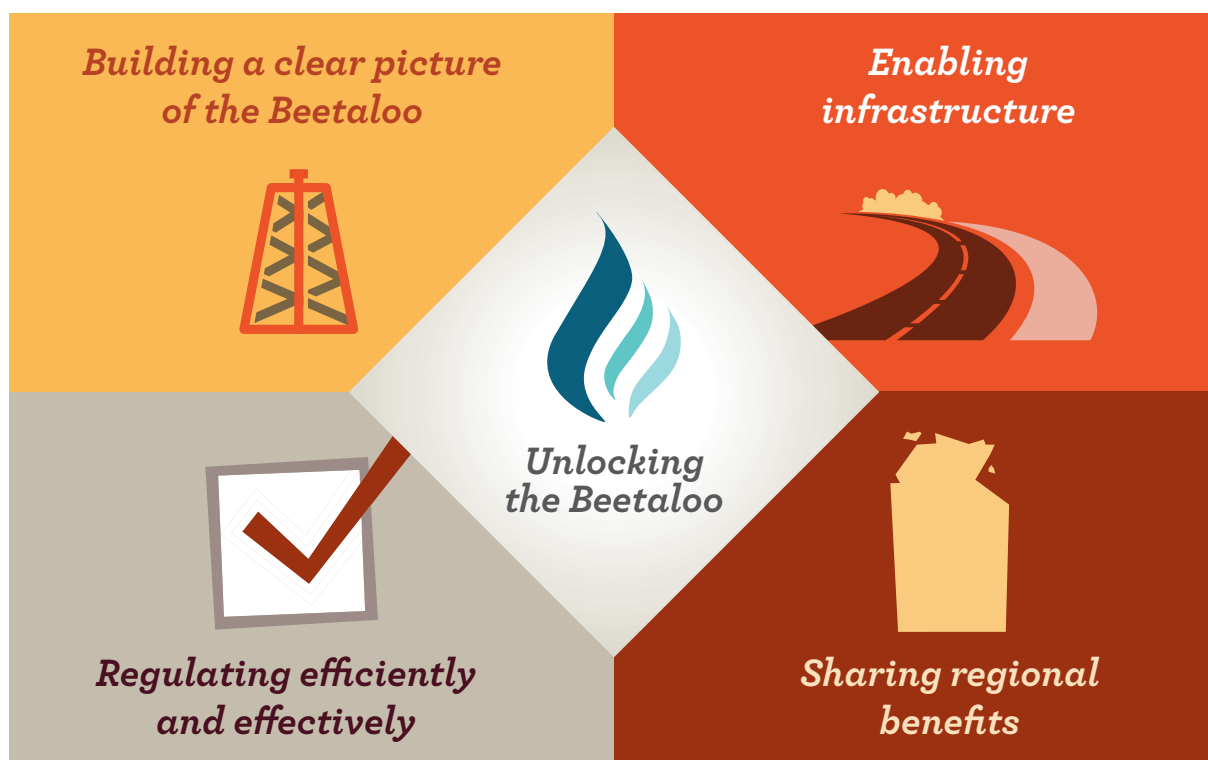 Building a clear picture
of the Beetaloo
Enabling
infrastructure
Unlocking
the Beetaloo
Regulating efficiently
and effectively
Sharing regional
benefits